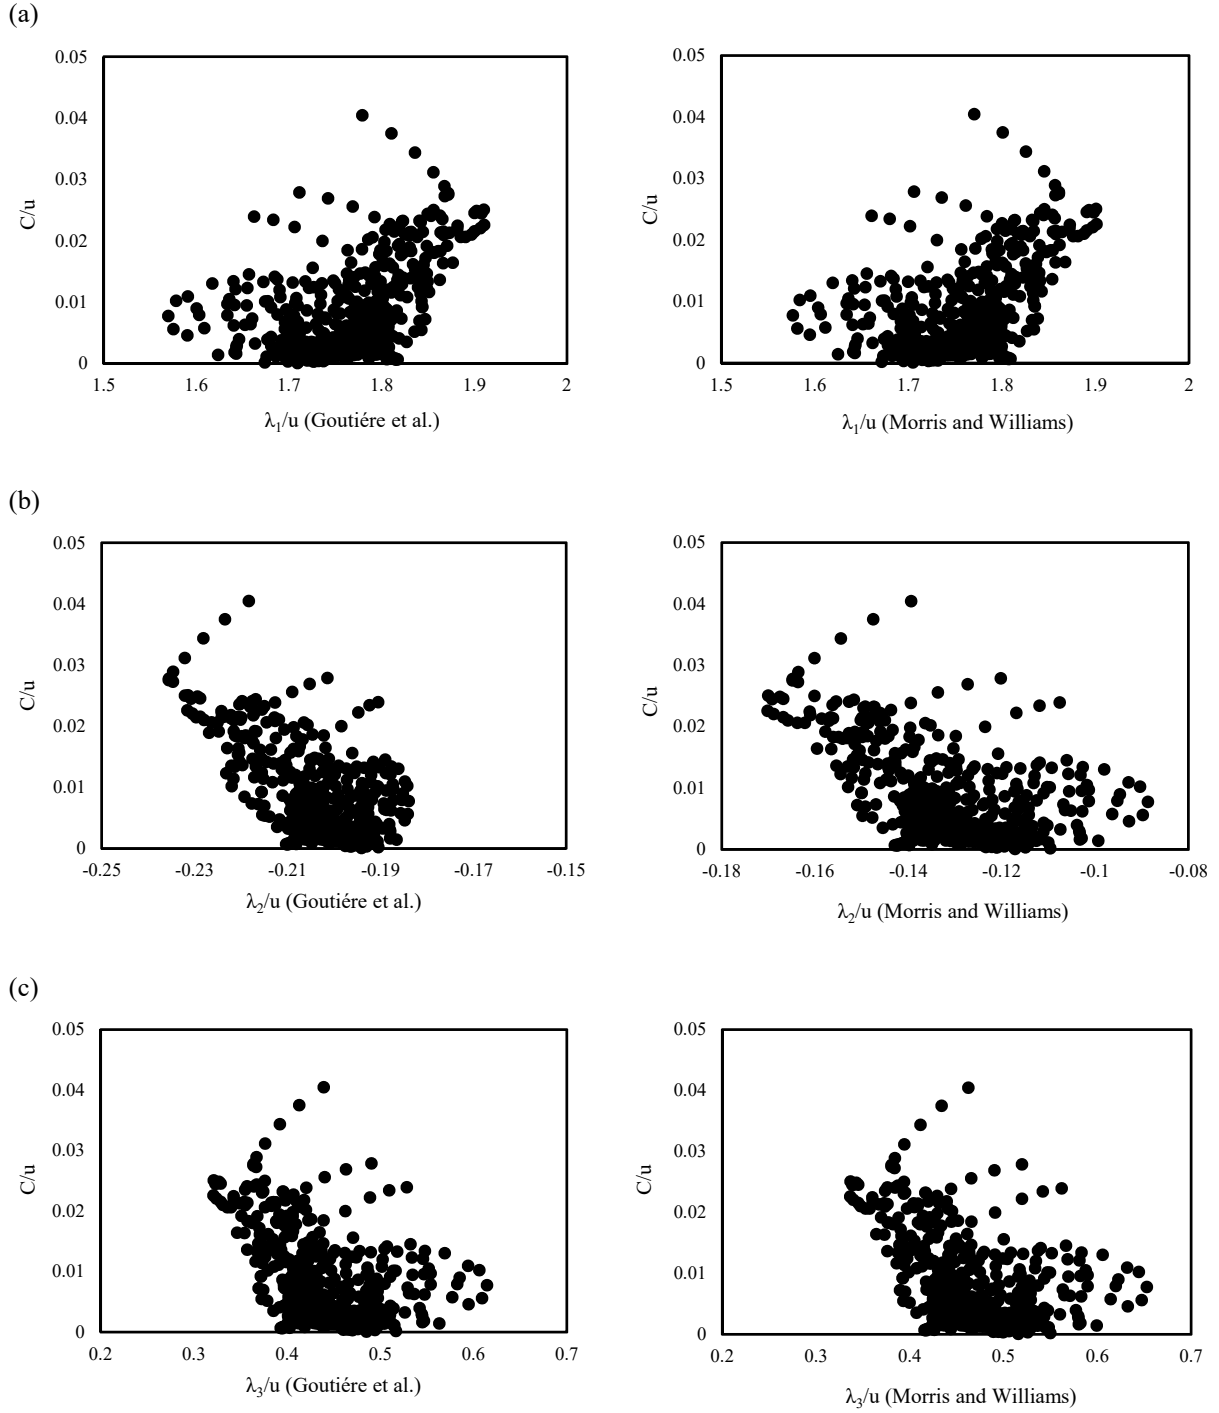 (a)
0.05
0.04
0.03
0.02
0.01
0
C/u
1.5 1.6 1.7 1.8 1.9 2
λ1/u (Goutiére et al.)
0.05
0.04
0.03
0.02
0.01
0
C/u
1.5 1.6 1.7 1.8 1.9 2
λ1/u (Morris and Williams)
(b)
0.05
0.04
0.03
0.02
0.01
0
C/u
-0.25 -0.23 -0.21 -0.19 -0.17 -0.15
λ2/u (Goutiére et al.)
0.05
0.04
0.03
0.02
0.01
0
C/u
-0.18 -0.16 -0.14 -0.12 -0.1 -0.08
λ2/u (Morris and Williams)
(c)
0.05
0.04
0.03
0.02
0.01
0
C/u
0.2 0.3 0.4 0.5 0.6 0.7
λ3/u (Goutiére et al.)
0.05
0.04
0.03
0.02
0.01
0
C/u
0.2 0.3 0.4 0.5 0.6 0.7
λ3/u (Morris and Williams)